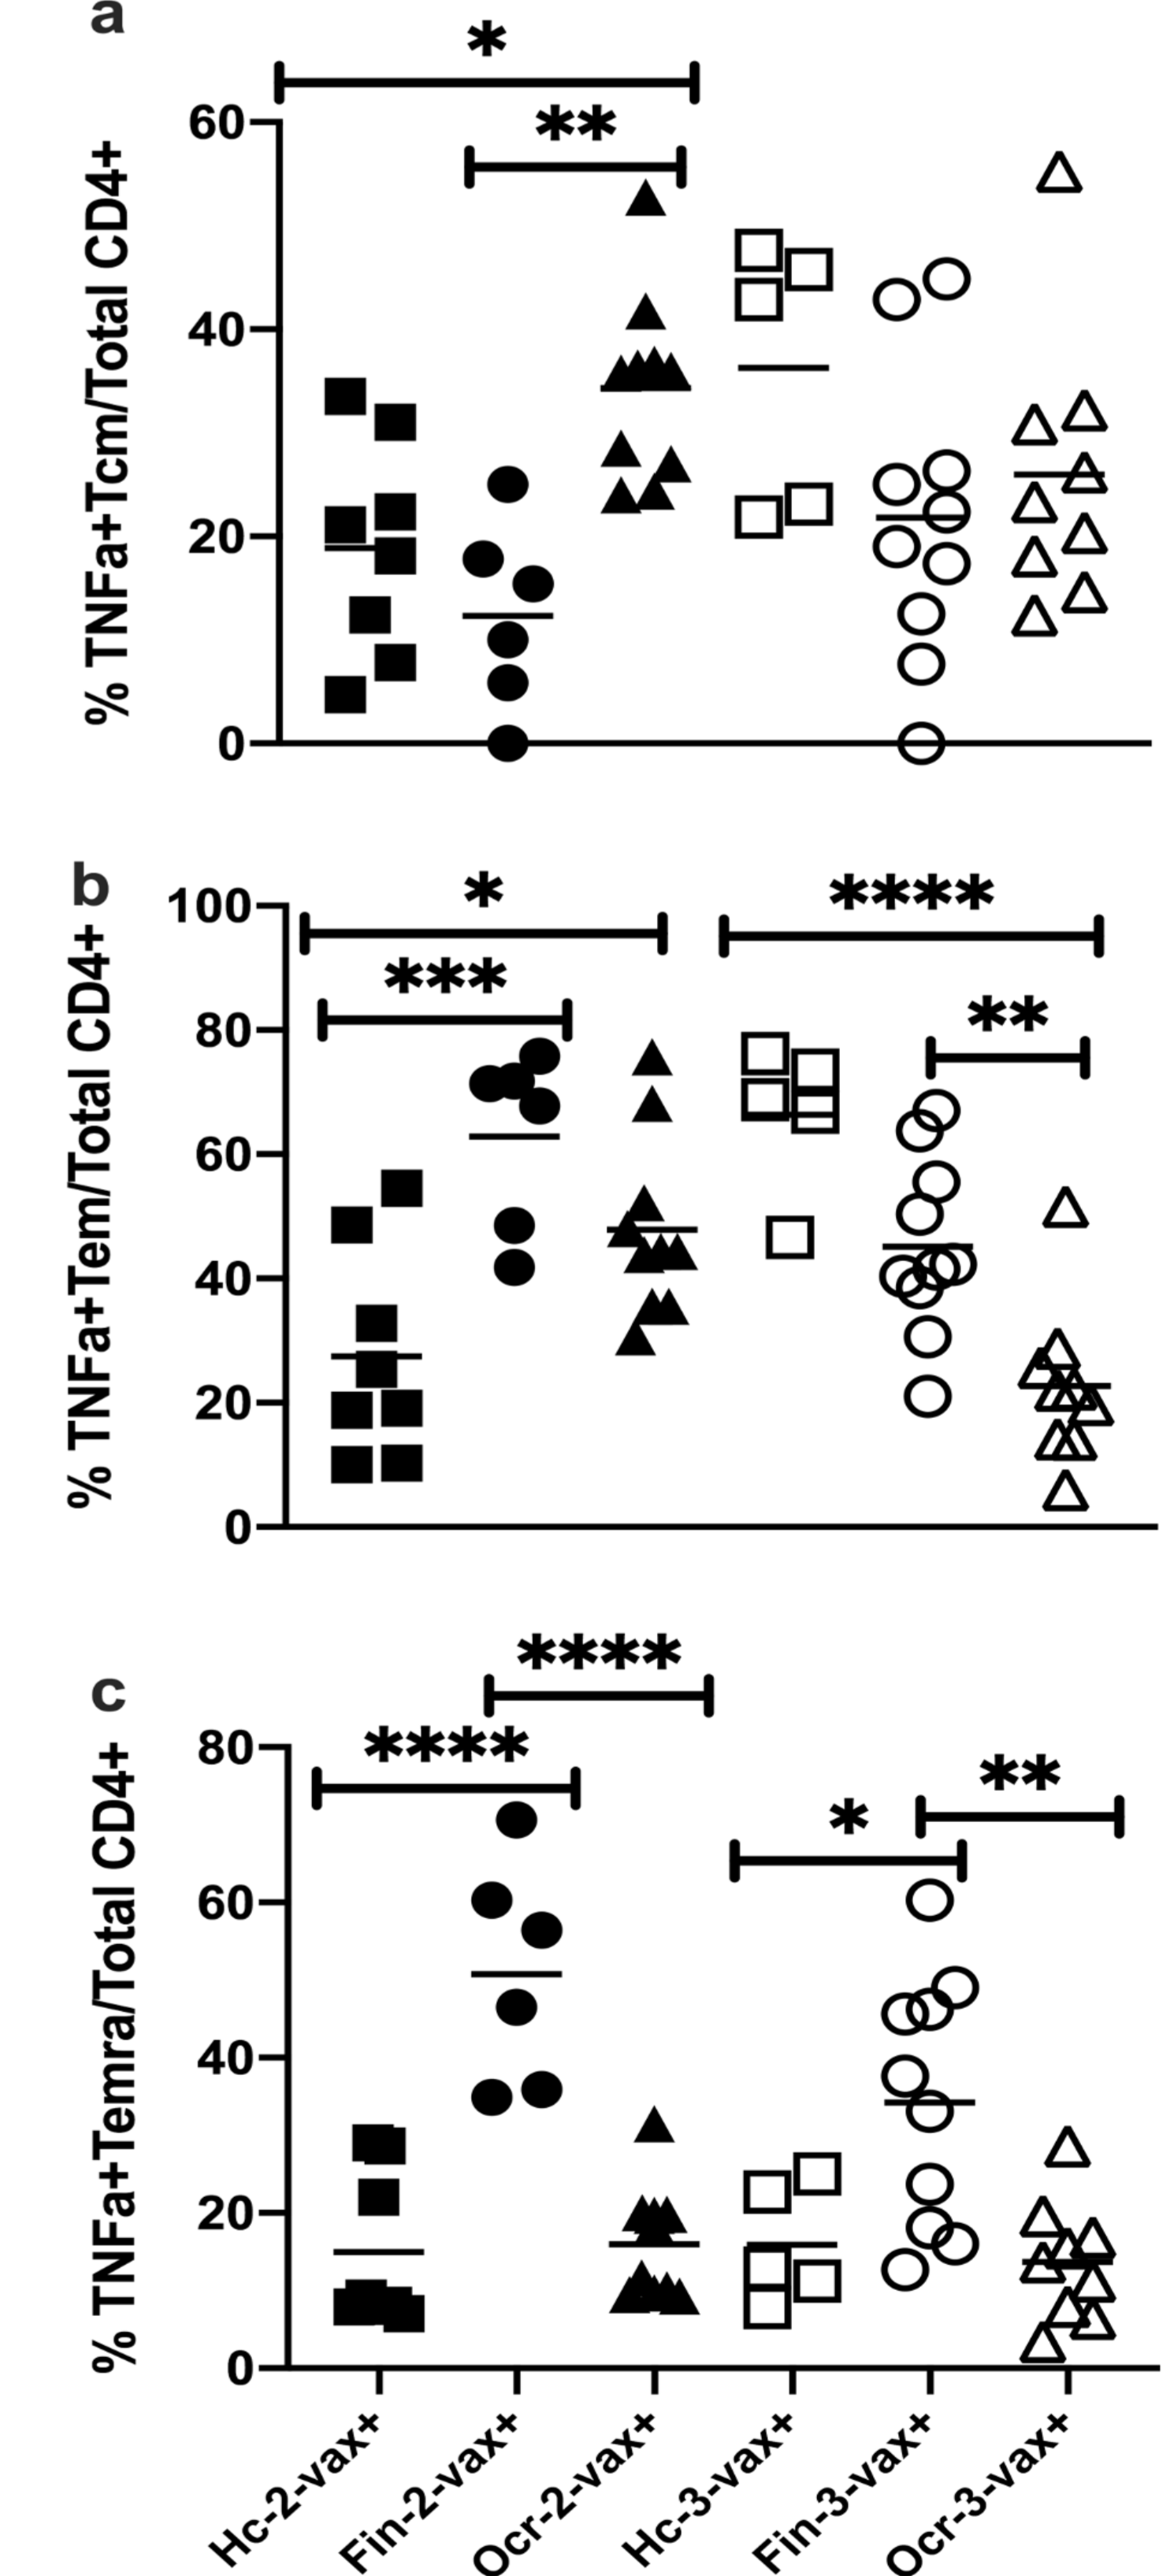 a
*
60
**
40
20
0
% TNFa+Tcm/Total CD4+
b
100
*
****
***
**
80
60
40
20
0
% TNFa+Tem/Total CD4+
****
c
80
****
**
*
60
40
20
0
% TNFa+Temra/Total CD4+
Hc-2-vax+
Fin-2-vax+
Ocr-2-vax+
Hc-3-vax+
Fin-3-vax+
Ocr-3-vax+